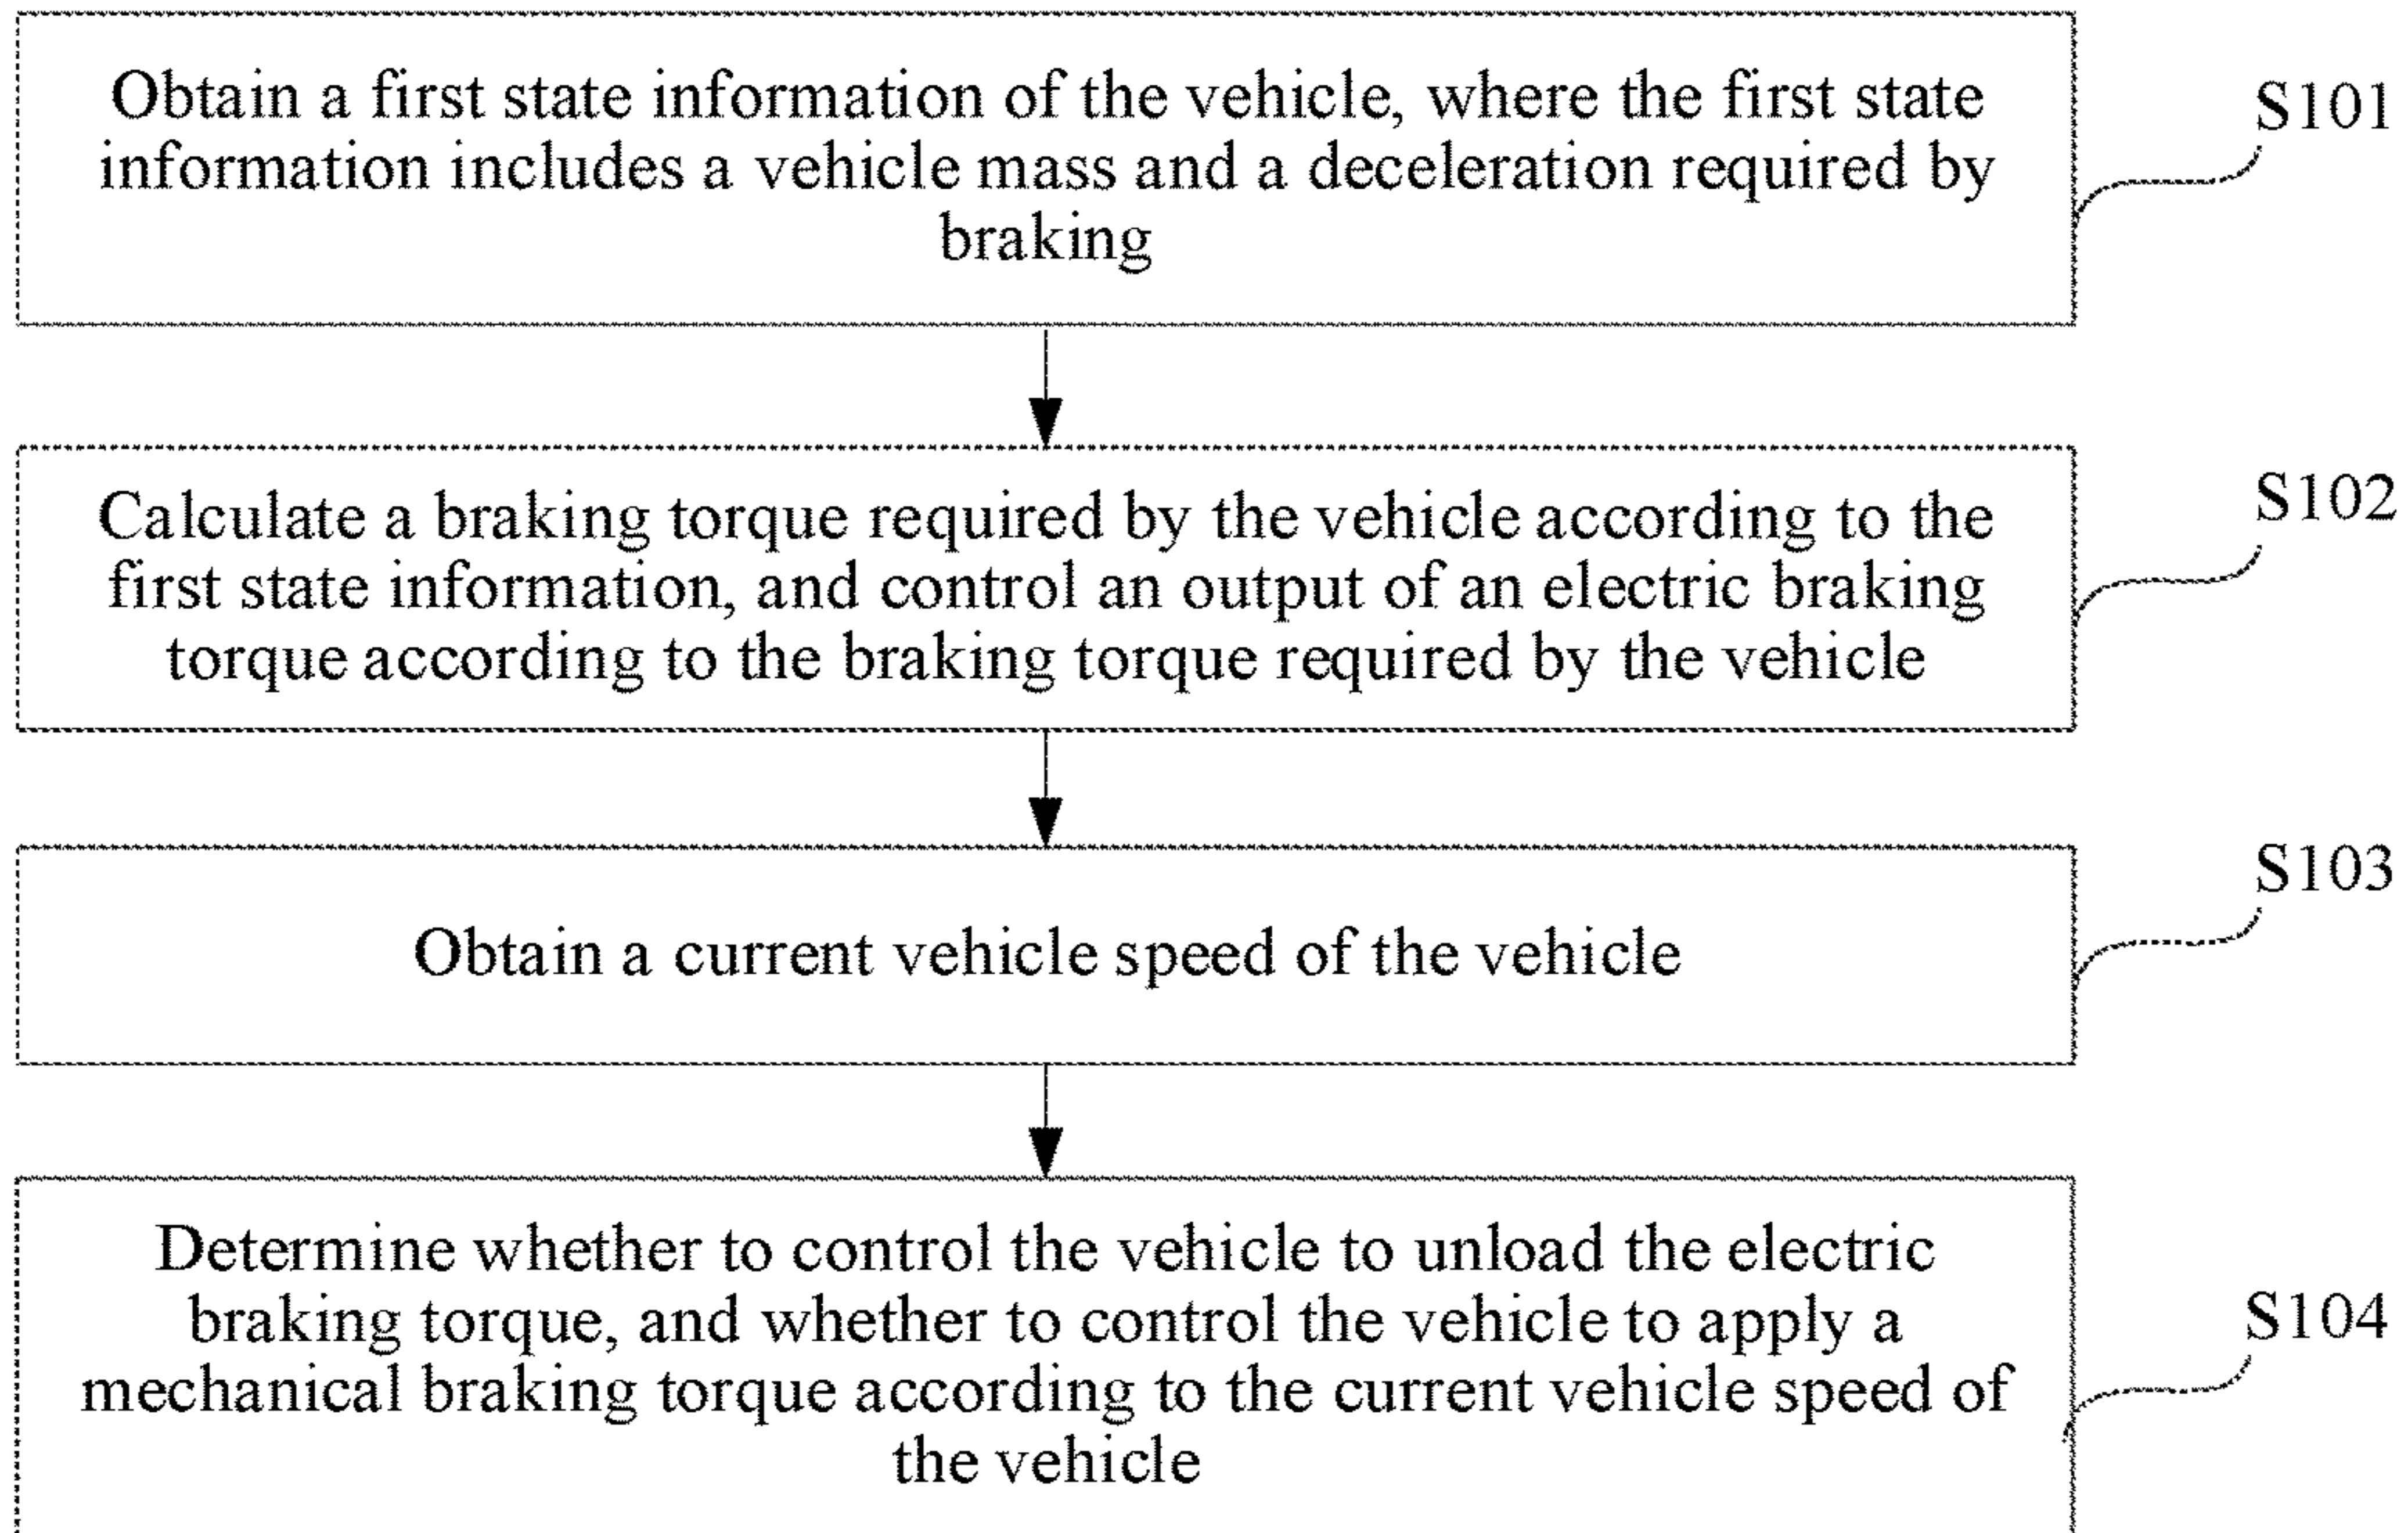 Obtain a first state information of the vehicle, where the first state
information includes a vehicle mass and a deceleration required by
braking
S101
Calculate a braking torque required by the vehicle according to the
first state information, and control an output of an electric braking
torque according to the braking torque required by the vehicle
S102
Obtain a current vehicle speed of the vehicle
S103
Determine whether to control the vehicle to unload the electric
braking torque, and whether to control the vehicle to apply a
mechanical braking torque according to the current vehicle speed of
the vehicle
S104